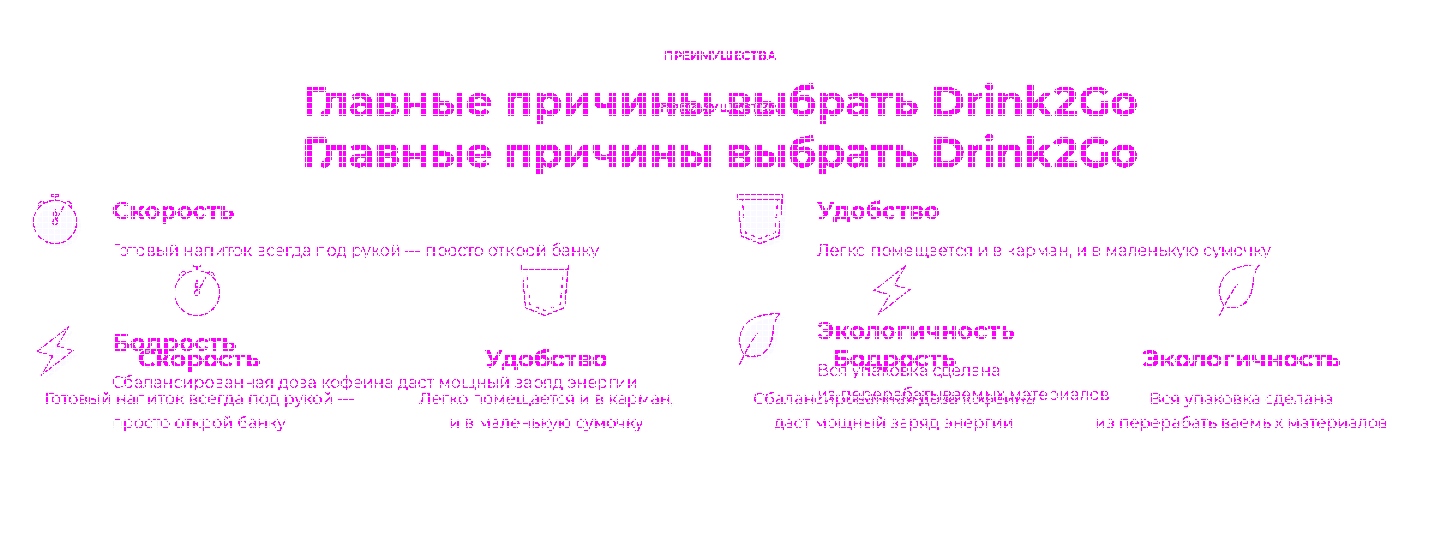 ПРЕИМУЩЕСТВА
Главные причины выбрать Drink2Go
Главные причины выбрать Drink2Go
Скорость
Удобство
Готовый напиток всегда под рукой — просто открой банку
Легко помещается и в карман, и в маленькую сумочку
Бодрость
Экологичность
Скорость
Удобство
Бодрость
Экологичность
Сбалансированная доза кофеина даст мощный заряд энергии
Вся упаковка сделана
из перерабатываемых материалов
Готовый напиток всегда под рукой —
просто открой банку
Легко помещается и в карман,
и в маленькую сумочку
Сбалансированная доза кофеина
даст мощный заряд энергии
Вся упаковка сделана
из перерабатываемых материалов